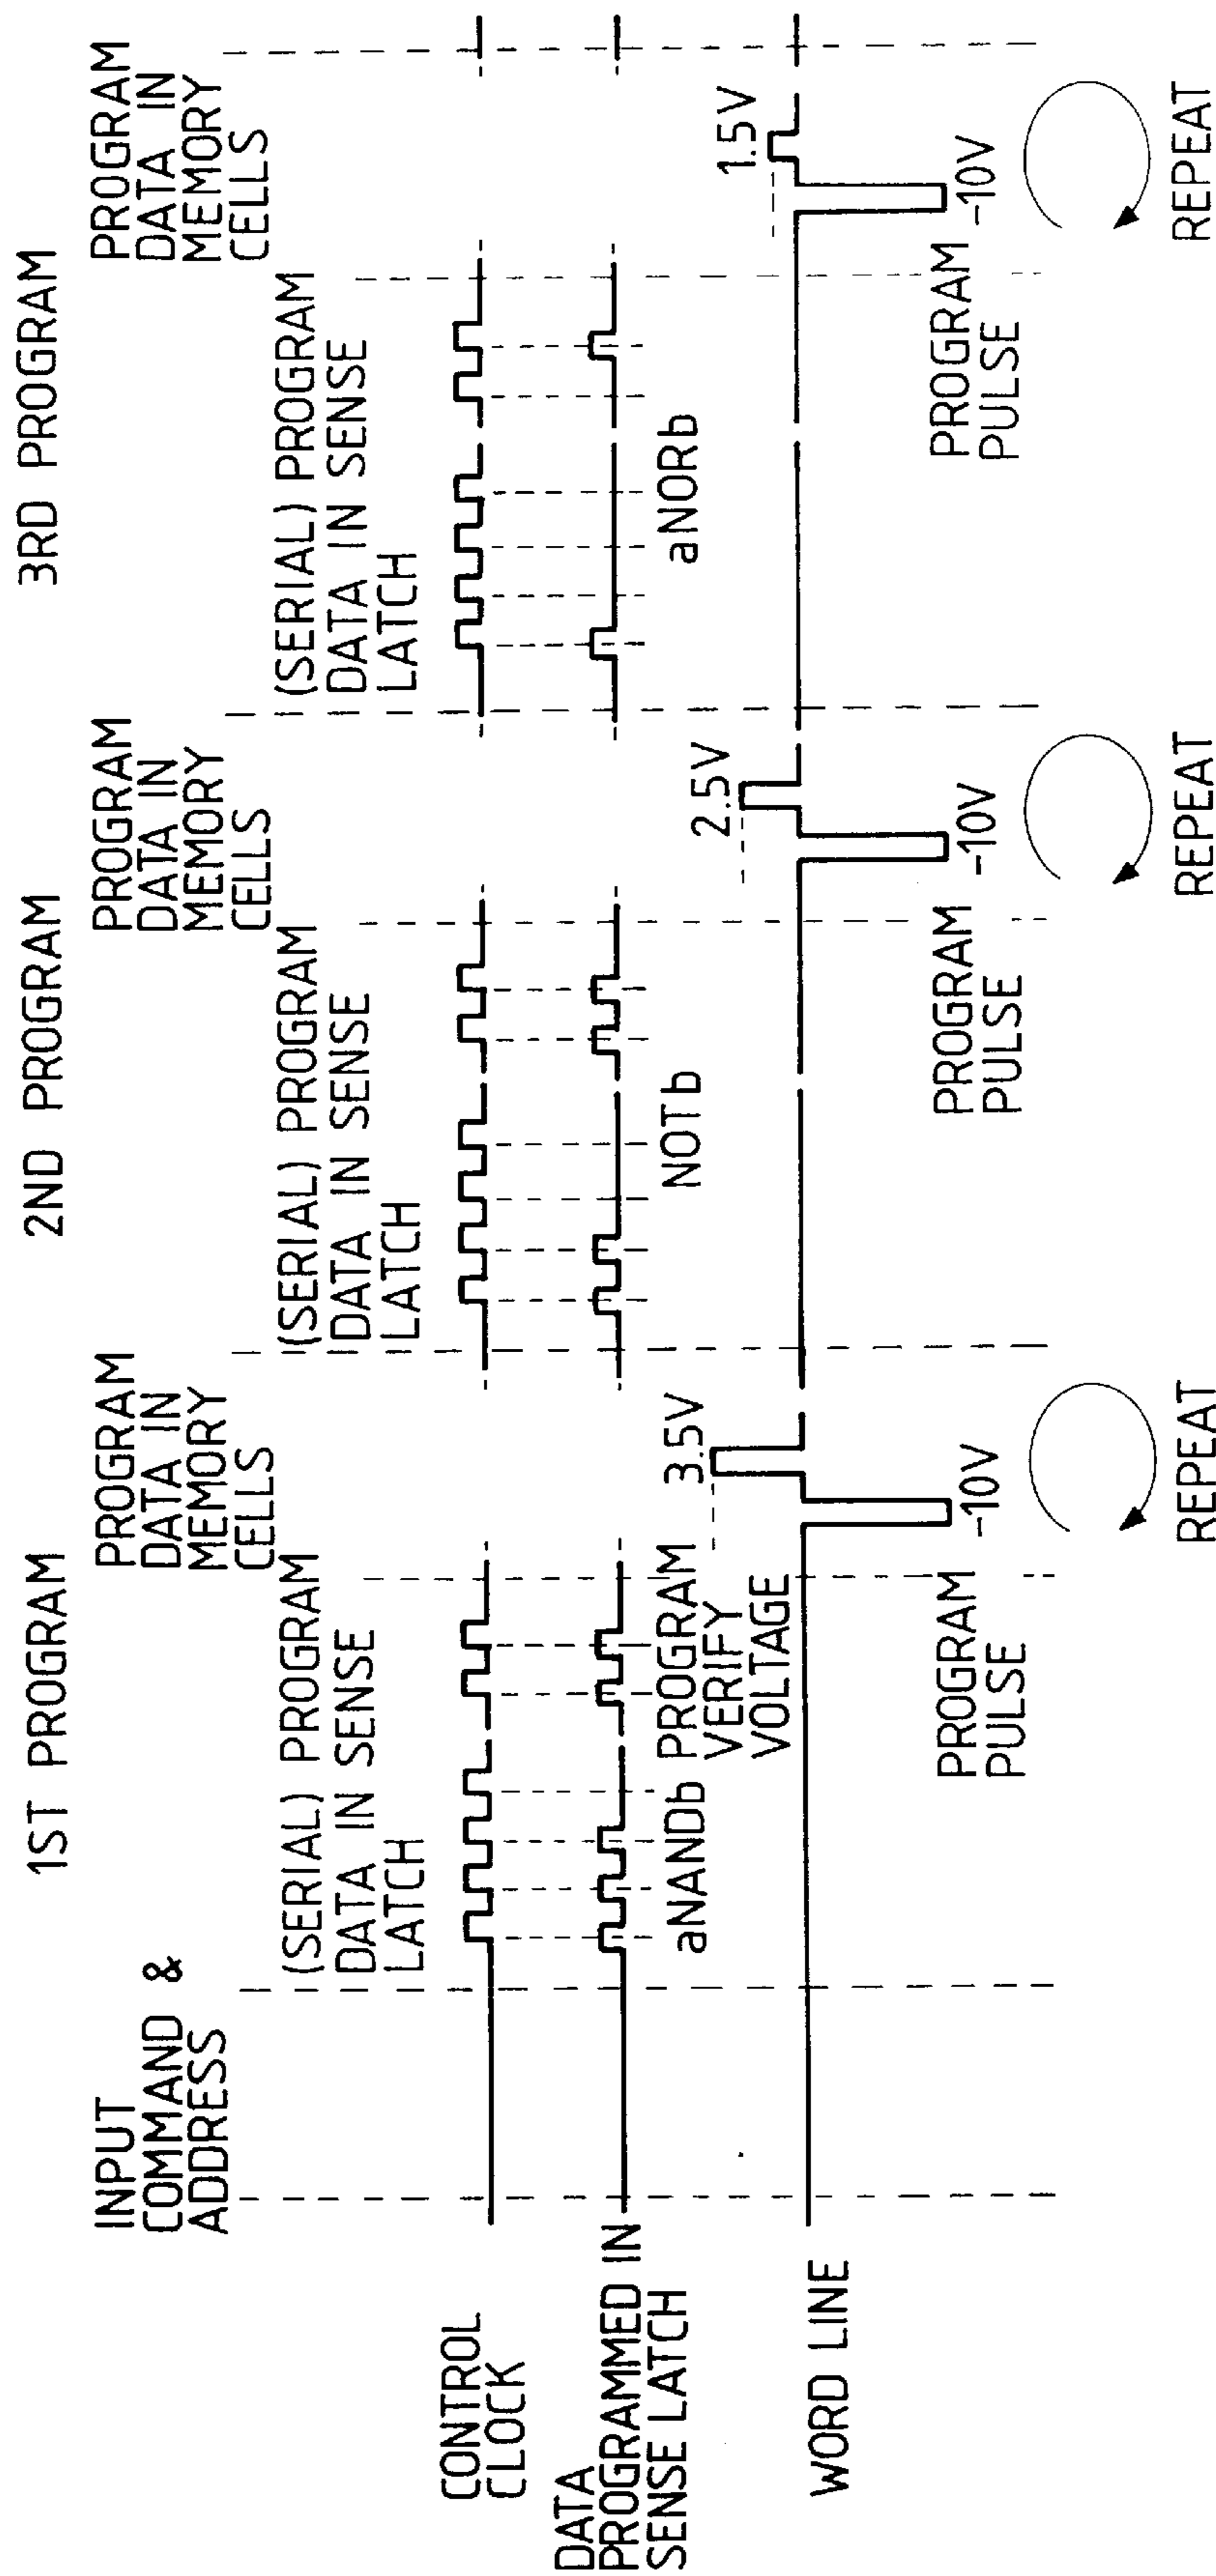 1ST PROGRAM
2ND PROGRAM
3RD PROGRAM
INPUT
COMMAND &
ADDRESS
PROGRAM
DATA IN
MEMORY
CELLS
PROGRAM
DATA IN
MEMORY
CELLS
PROGRAM
DATA IN
MEMORY
CELLS
(SERIAL) PROGRAM
DATA IN SENSE
LATCH
(SERIAL) PROGRAM
DATA IN SENSE
LATCH
(SERIAL) PROGRAM
DATA IN SENSE
LATCH
CONTROL
CLOCK
DATA
PROGRAMMED IN
SENSE LATCH
aNANDb
NOTb
aNORb
PROGRAM
VERIFY
VOLTAGE
3.5V
2.5V
1.5V
WORD LINE
PROGRAM
PULSE
-10V
PROGRAM
PULSE
-10V
PROGRAM
PULSE
-10V
REPEAT
REPEAT
REPEAT